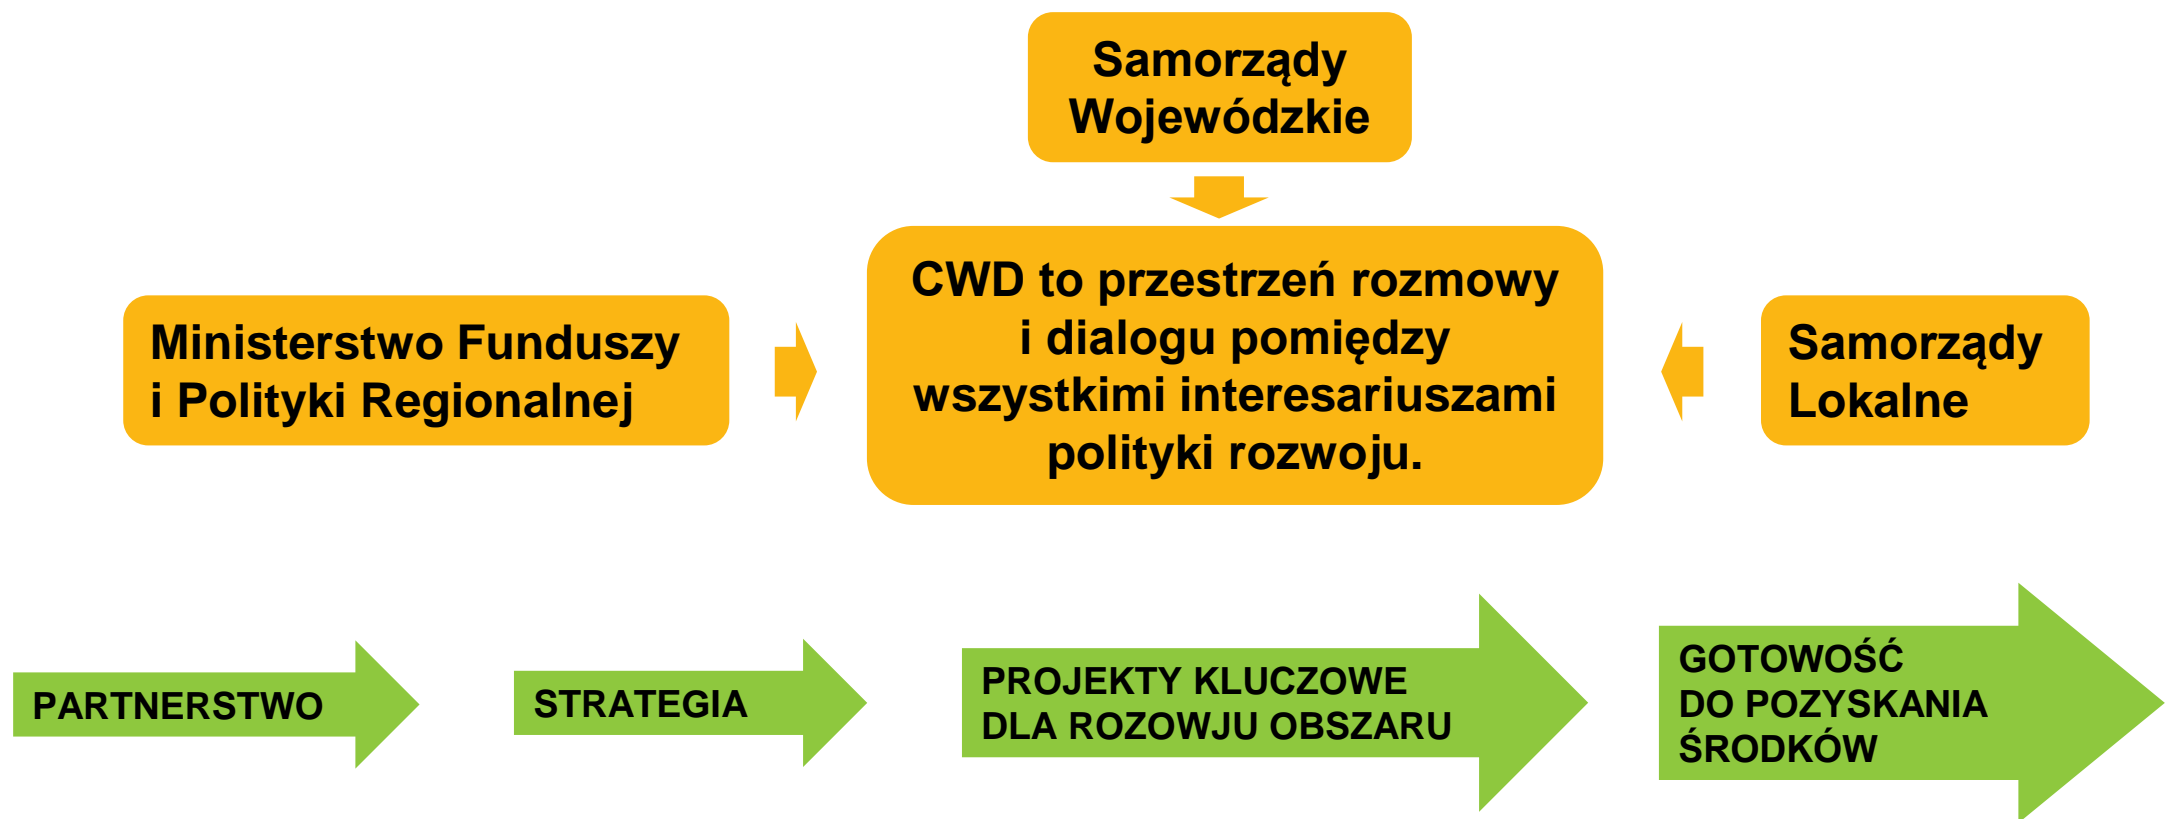 Samorządy
Wojewódzkie
Ministerstwo Funduszy
i Polityki Regionalnej
CWD to przestrzeń rozmowy
i dialogu pomiędzy
wszystkimi interesariuszami
polityki rozwoju.
Samorządy
Lokalne
PARTNERSTWO
STRATEGIA
PROJEKTY KLUCZOWE
DLA ROZOWJU OBSZARU
GOTOWOŚĆ
DO POZYSKANIA
ŚRODKÓW